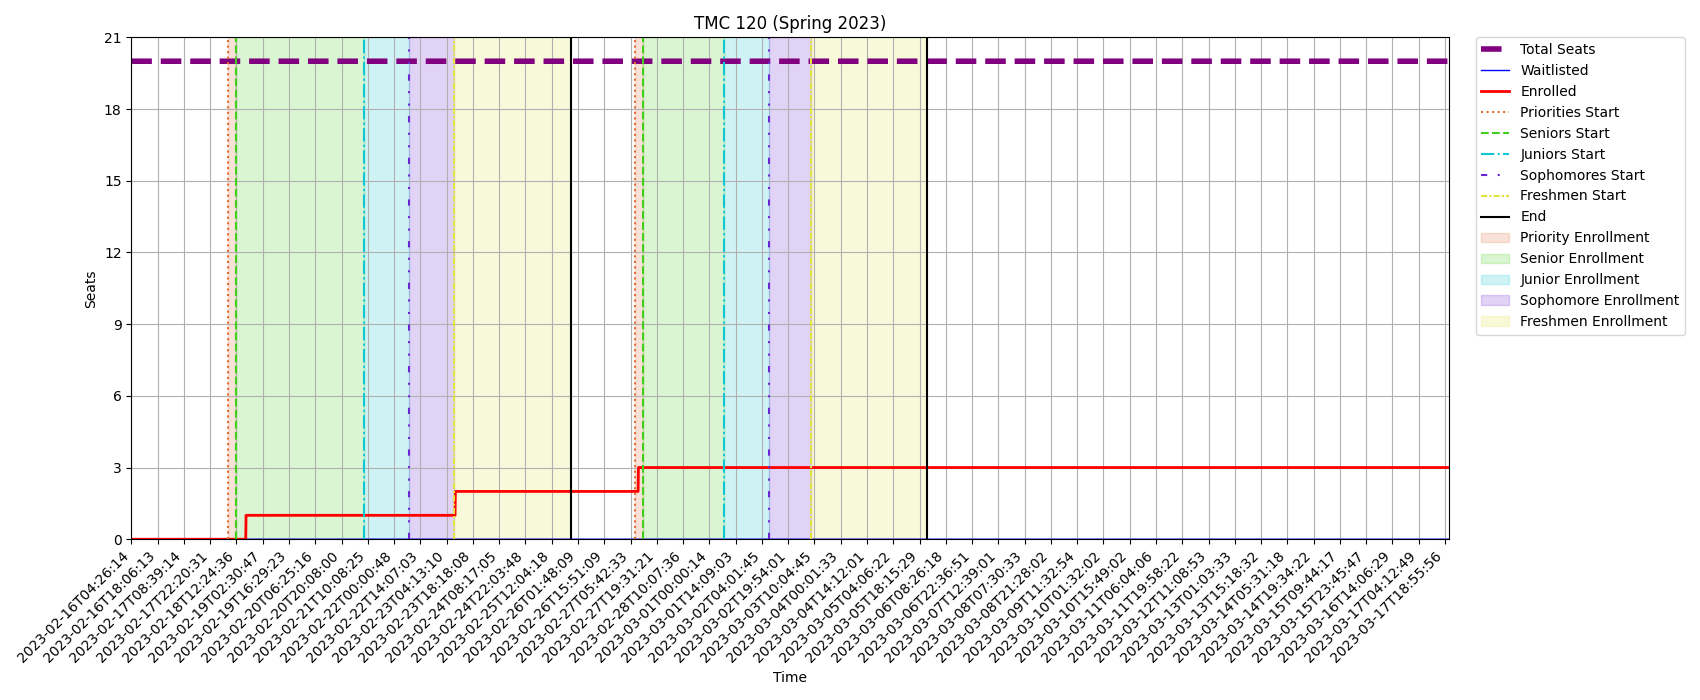 TMC 120 (Spring 2023)
21
18
15
12
9
6
3
0
Seats
2023-02-16T04:26:14
2023-02-16T18:06:13
2023-02-17T08:39:14
2023-02-17T22:20:31
2023-02-18T12:24:36
2023-02-19T02:30:47
2023-02-19T16:29:23
2023-02-20T06:25:16
2023-02-20T20:08:00
2023-02-21T10:08:25
2023-02-22T00:00:48
2023-02-22T14:07:03
2023-02-23T04:13:10
2023-02-23T18:18:08
2023-02-24T08:17:05
2023-02-24T22:03:48
2023-02-25T12:04:18
2023-02-26T01:48:09
2023-02-26T15:51:09
2023-02-27T05:42:33
2023-02-27T19:31:21
2023-02-28T10:07:36
2023-03-01T00:00:14
2023-03-01T14:09:03
2023-03-02T04:01:45
2023-03-02T19:54:01
2023-03-03T10:04:45
2023-03-04T00:01:33
2023-03-04T14:12:01
2023-03-05T04:06:22
2023-03-05T18:15:29
2023-03-06T08:26:18
2023-03-06T22:36:51
2023-03-07T12:39:01
2023-03-08T07:30:33
2023-03-08T21:28:02
2023-03-09T11:32:54
2023-03-10T01:32:02
2023-03-10T15:49:02
2023-03-11T06:04:06
2023-03-11T19:58:22
2023-03-12T11:08:53
2023-03-13T01:03:33
2023-03-13T15:18:32
2023-03-14T05:31:18
2023-03-14T19:34:22
2023-03-15T09:44:17
2023-03-15T23:45:47
2023-03-16T14:06:29
2023-03-17T04:12:49
2023-03-17T18:55:56
Time
Total Seats
Waitlisted
Enrolled
Priorities Start
Seniors Start
Juniors Start
Sophomores Start
Freshmen Start
End
Priority Enrollment
Senior Enrollment
Junior Enrollment
Sophomore Enrollment
Freshmen Enrollment